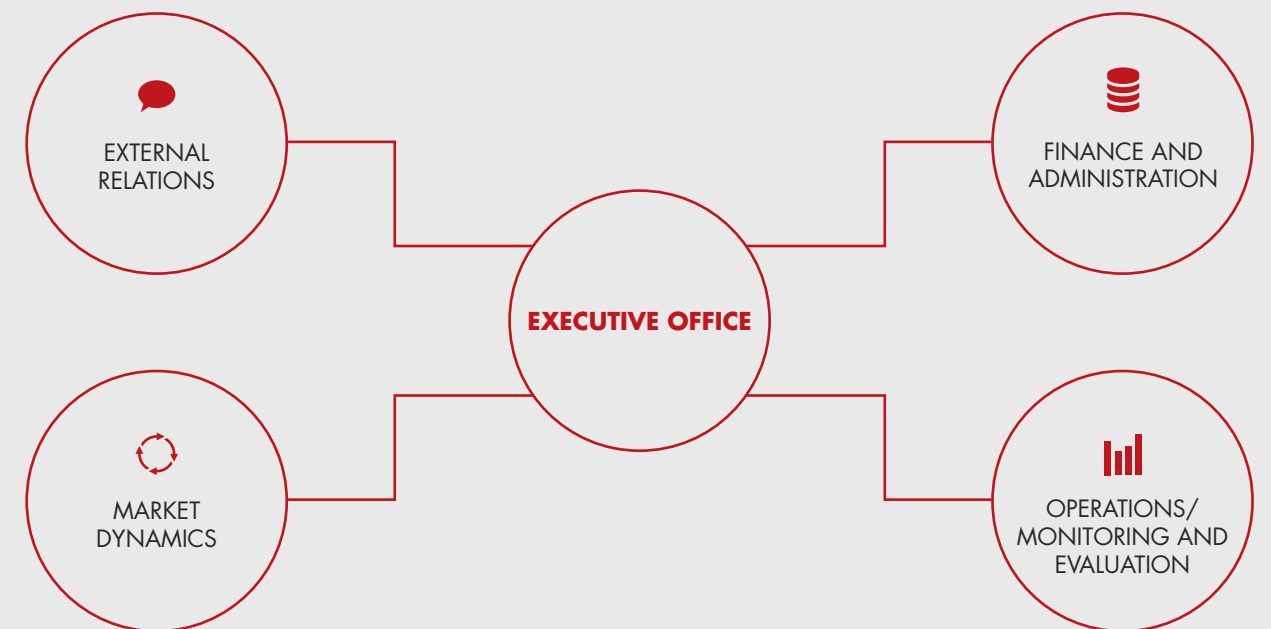 EXTERNAL
RELATIONS
FINANCE AND
ADMINISTRATION
EXECUTIVE OFFICE
MARKET
DYNAMICS
OPERATIONS/
MONITORING AND
EVALUATION